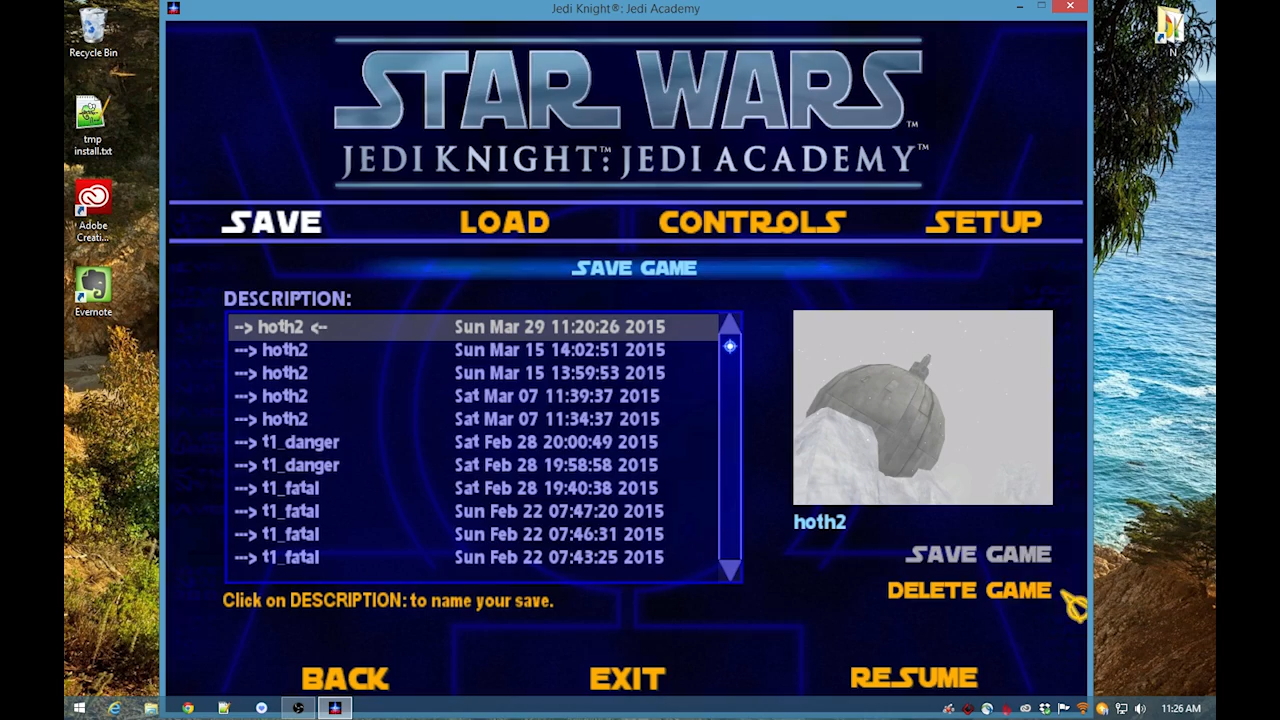 Jedi Knight®: Jedi Academy
Recycle Bin
tmp
install.txt
Adobe
Creati...
Evernote
N
STAR WARS™
JEDI KNIGHT™: JEDI ACADEMY™
SAVE LOAD CONTROLS SETUP
SAVE GAME
DESCRIPTION:
--> hoth2 <-- Sun Mar 29 11:20:26 2015
---> hoth2 Sun Mar 15 14:02:51 2015
---> hoth2 Sun Mar 15 13:59:53 2015
---> hoth2 Sat Mar 07 11:39:37 2015
---> hoth2 Sat Mar 07 11:34:37 2015
---> t1_danger Sat Feb 28 20:00:49 2015
---> t1_danger Sat Feb 28 19:58:58 2015
---> t1_fatal Sat Feb 28 19:40:38 2015
---> t1_fatal Sun Feb 22 07:47:20 2015
---> t1_fatal Sun Feb 22 07:46:31 2015
---> t1_fatal Sun Feb 22 07:43:25 2015
hoth2
SAVE GAME
DELETE GAME
Click on DESCRIPTION: to name your save.
BACK EXIT RESUME
11:26 AM